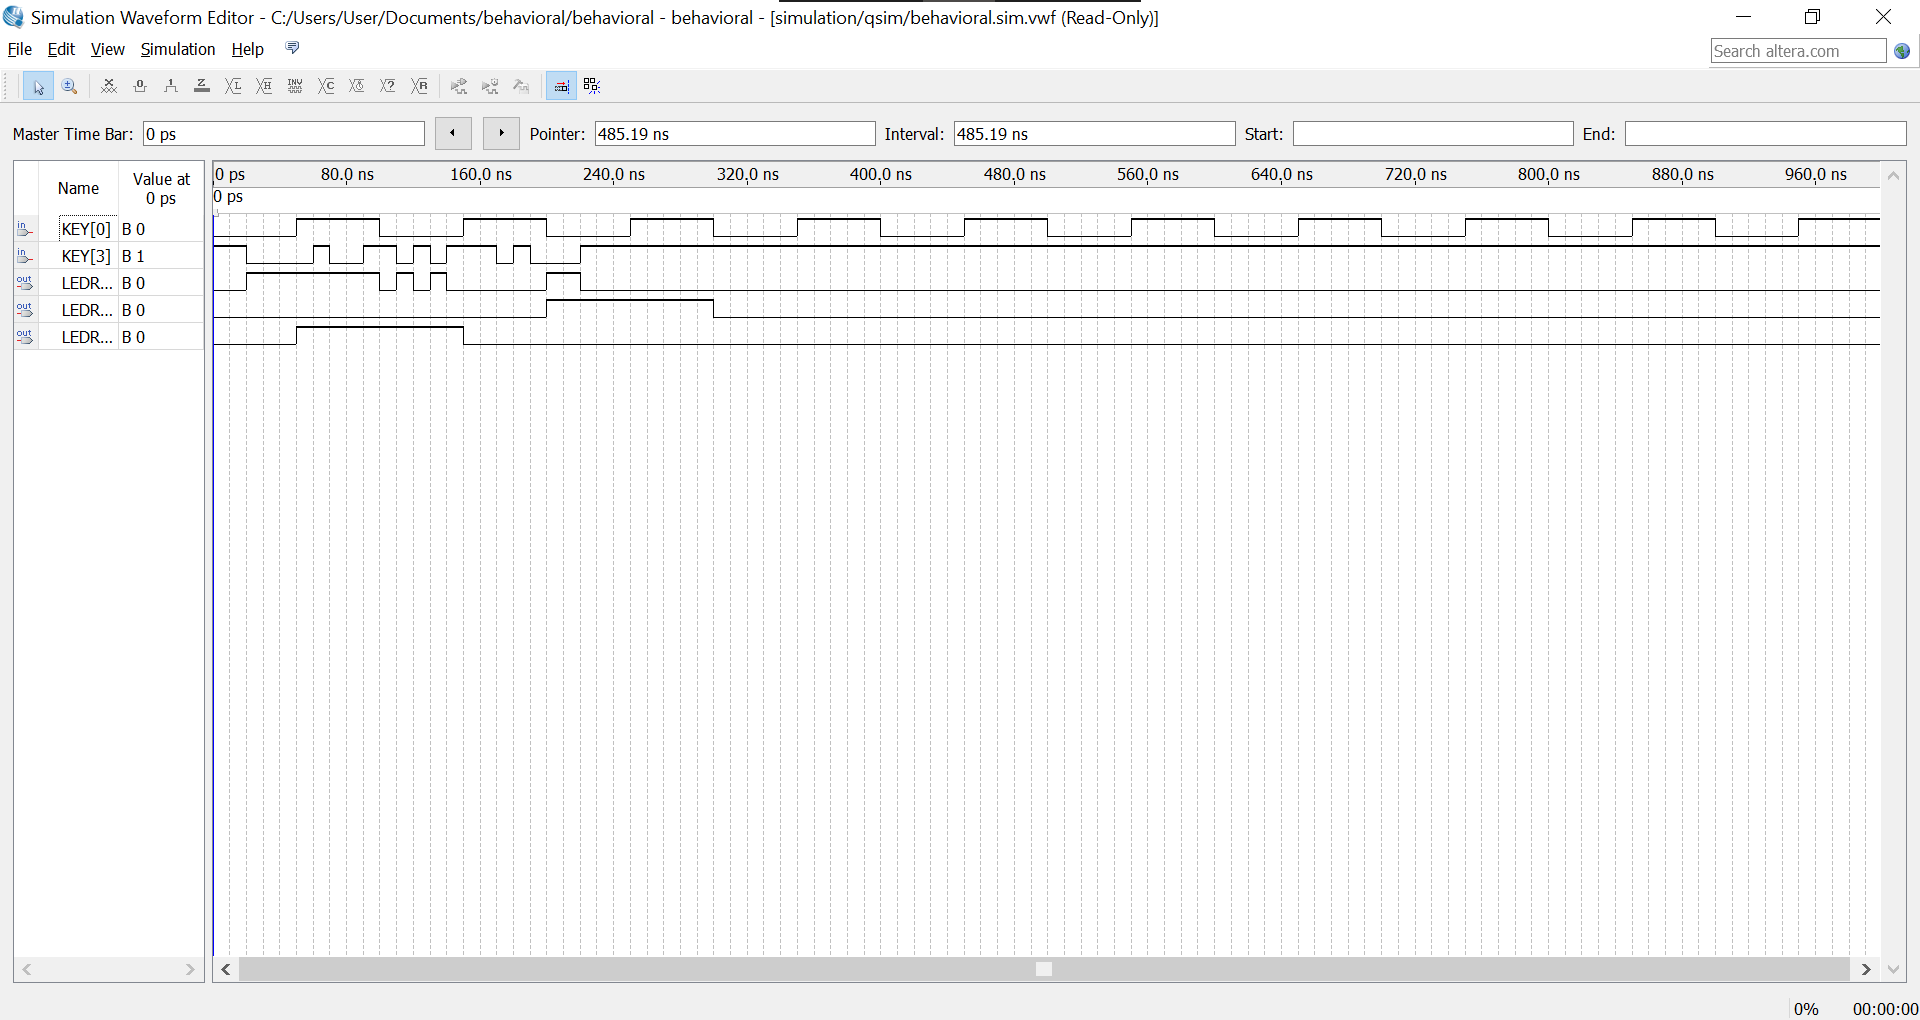 Simulation Waveform Editor - C:/Users/User/Documents/behavioral/behavioral - behavioral - [simulation/qsim/behavioral.sim.vwf (Read-Only)]
File Edit View Simulation Help
Search altera.com
Master Time Bar: 0 ps Pointer: 485.19 ns Interval: 485.19 ns Start: End:
Name Value at 0 ps
0 ps 80.0 ns 160.0 ns 240.0 ns 320.0 ns 400.0 ns 480.0 ns 560.0 ns 640.0 ns 720.0 ns 800.0 ns 880.0 ns 960.0 ns
0 ps
in KEY[0] B 0
in KEY[3] B 1
out LEDR... B 0
out LEDR... B 0
out LEDR... B 0
0% 00:00:00